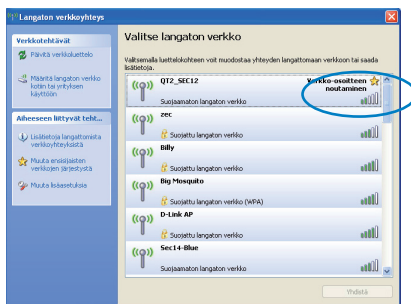 Langaton verkkoyhteys
Verkkotehtävät
Päivitä verkkoluettelo
Määritä langaton verkko
kotiin tai yrityksen
käyttöön
Aiheeseen liittyvät teht...
Lisätietoja langattomista
verkkoyhteyksistä
Muuta ensisijaisten
verkkojen järjestystä
Muuta lisäasetuksia
Valitse langaton verkko
Valitsemalla luettelokohteen voit muodostaa yhteyden langattomaan verkkoon tai saada
lisätietoja.
QT2_SEC12
Verkko-osoitteen
noutaminen
Suojaamaton langaton verkko
zec
Suojattu langaton verkko
Billy
Suojattu langaton verkko
Big Mosquito
Suojattu langaton verkko (WPA)
D-Link AP
Suojattu langaton verkko
Sec14-Blue
Suojaamaton langaton verkko
Yhdistä